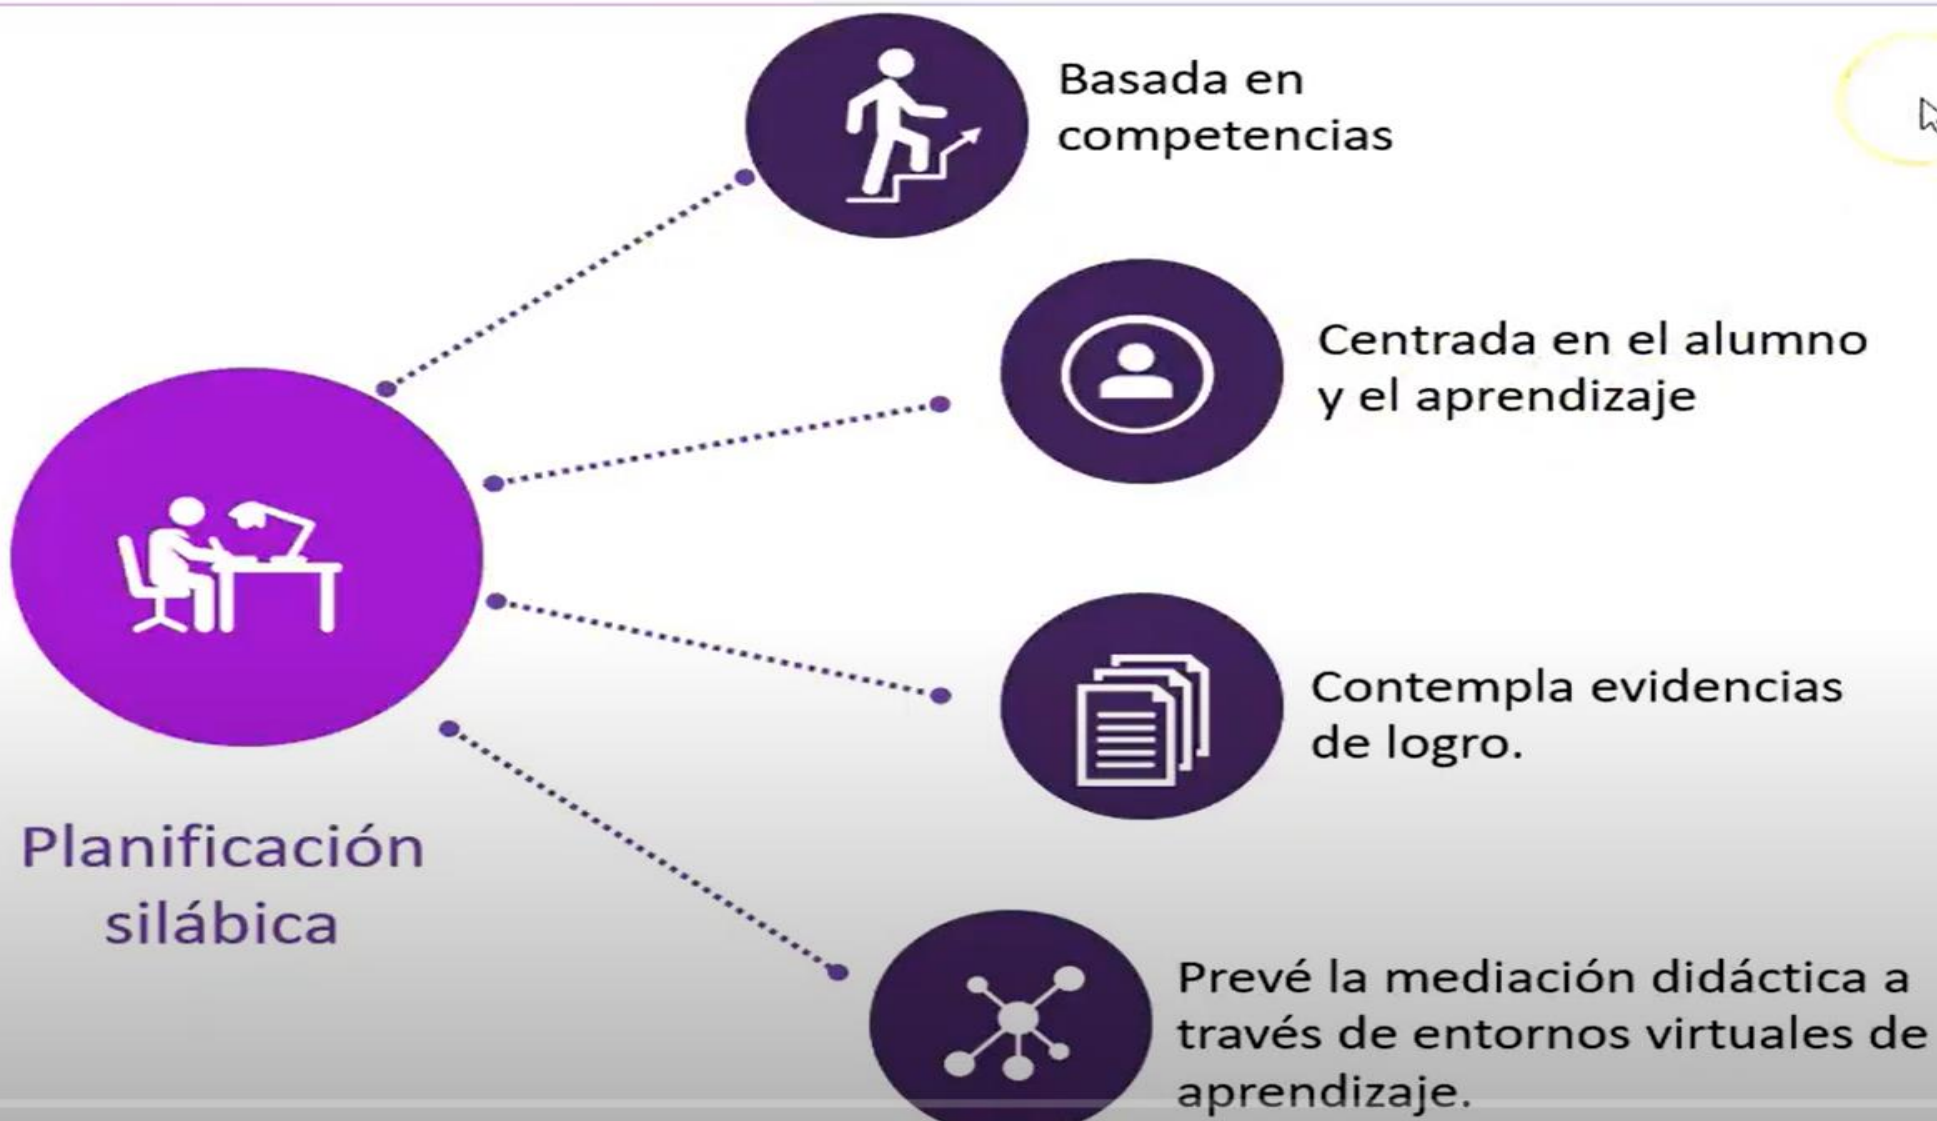 Basada en
competencias
Centrada en el alumno
y el aprendizaje
Contempla evidencias
de logro.
Planificación
silábica
Prevé la mediación didáctica a
través de entornos virtuales de
aprendizaje.